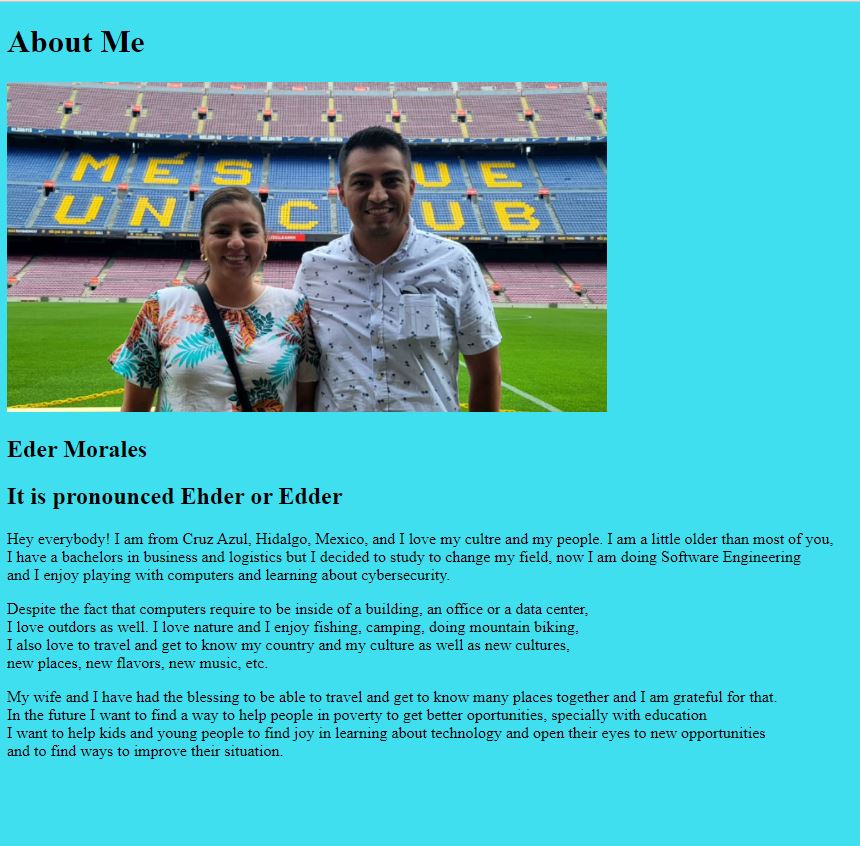 About Me
MÉS UE
UN C UB
Eder Morales
It is pronounced Ehder or Edder
Hey everybody! I am from Cruz Azul, Hidalgo, Mexico, and I love my cultre and my people. I am a little older than most of you,
I have a bachelors in business and logistics but I decided to study to change my field, now I am doing Software Engineering
and I enjoy playing with computers and learning about cybersecurity.
Despite the fact that computers require to be inside of a building, an office or a data center,
I love outdors as well. I love nature and I enjoy fishing, camping, doing mountain biking,
I also love to travel and get to know my country and my culture as well as new cultures,
new places, new flavors, new music, etc.
My wife and I have had the blessing to be able to travel and get to know many places together and I am grateful for that.
In the future I want to find a way to help people in poverty to get better oportunities, specially with education
I want to help kids and young people to find joy in learning about technology and open their eyes to new opportunities
and to find ways to improve their situation.